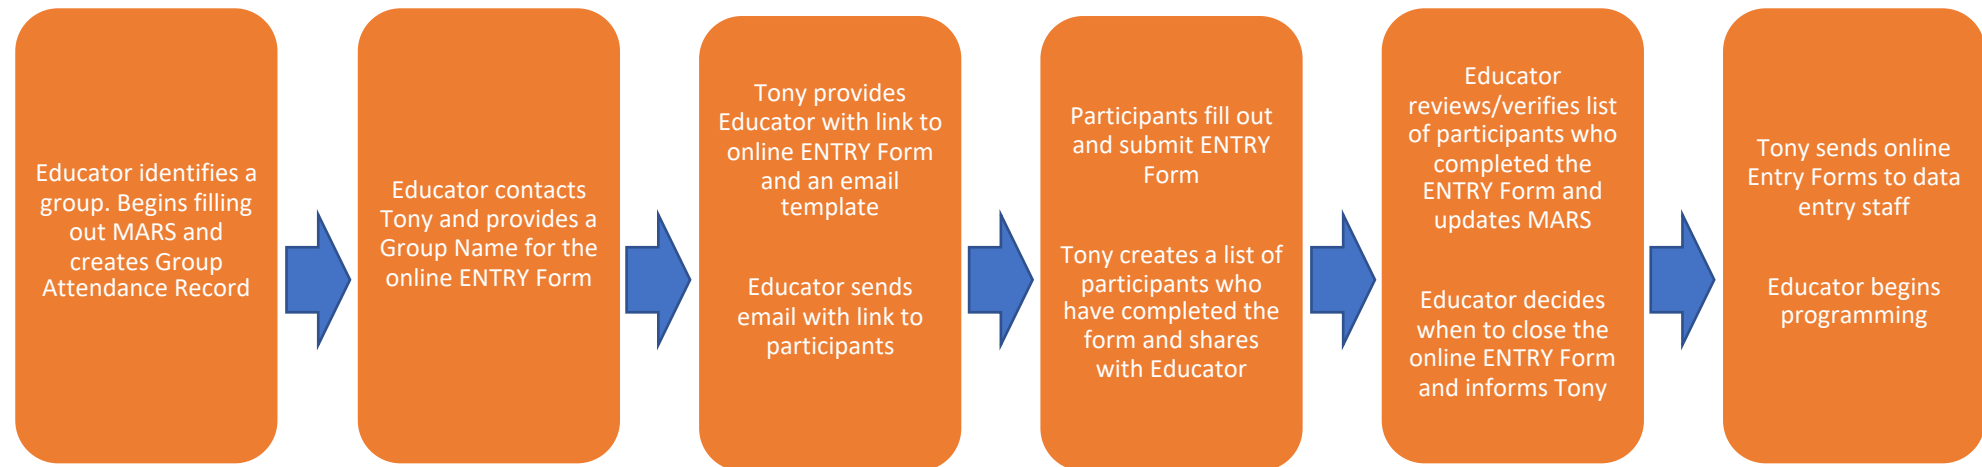 Educator identifies a
group. Begins filling
out MARS and
creates Group
Attendance Record
Educator contacts
Tony and provides a
Group Name for the
online ENTRY Form
Tony provides
Educator with link to
online ENTRY Form
and an email
template
Educator sends
email with link to
participants
Participants fill out
and submit ENTRY
Form
Tony creates a list of
participants who
have completed the
form and shares
with Educator
Educator
reviews/verifies list
of participants who
completed the
ENTRY Form and
updates MARS
Educator decides
when to close the
online ENTRY Form
and informs Tony
Tony sends online
Entry Forms to data
entry staff
Educator begins
programming